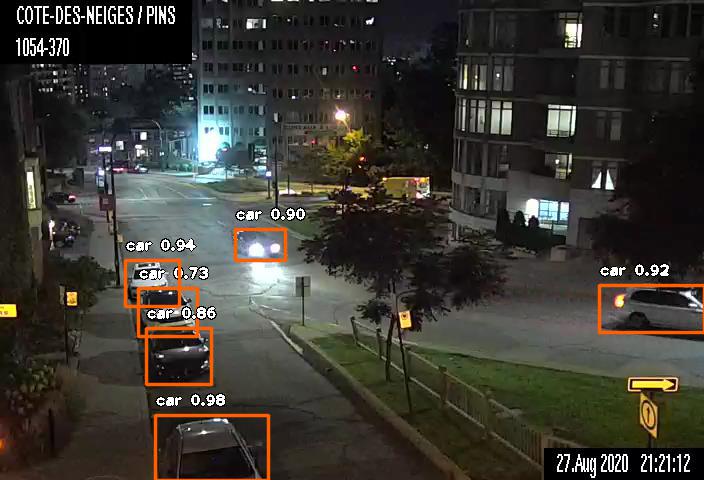 COTE-DES-NEIGES / PINS
1054-370
car 0.90
car 0.94
car 0.73
car 0.92
0.86
car 0.98
27.Aug 2020 21:21:12